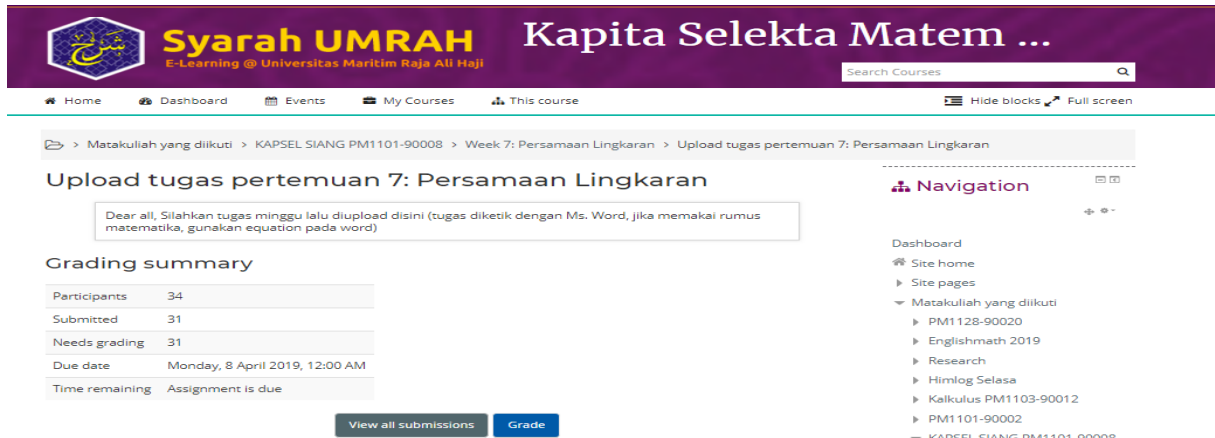 Syarah UMRAH
E-Learning @ Universitas Maritim Raja Ali Haji
Kapita Selekta Matem ...
Search Courses
Home Dashboard Events My Courses This course Hide blocks Full screen
> Matakuliah yang diikuti > KAPSEL SIANG PM1101-90008 > Week 7: Persamaan Lingkaran > Upload tugas pertemuan 7: Persamaan Lingkaran
Upload tugas pertemuan 7: Persamaan Lingkaran
Dear all, Silahkan tugas minggu lalu diupload disini (tugas diketik dengan Ms. Word, jika memakai rumus
matematika, gunakan equation pada word)
Grading summary
Participants 34
Submitted 31
Needs grading 31
Due date Monday, 8 April 2019, 12:00 AM
Time remaining Assignment is due
View all submissions Grade
Navigation
Dashboard
Site home
Site pages
Matakuliah yang diikuti
PM1128-90020
Englishmath 2019
Research
Himlog Selasa
Kalkulus PM1103-90012
PM1101-90002
KAPSEL SIANG PM1101-90008